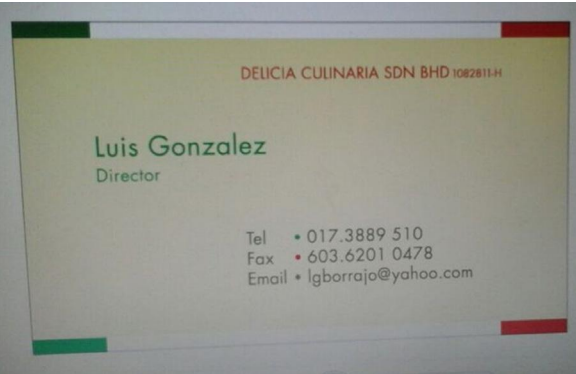 DELICIA CULINARIA SDN BHD 1082811-H
Luis Gonzalez
Director
Tel • 017.3889 510
Fax • 603.6201 0478
Email • lgborrajo@yahoo.com